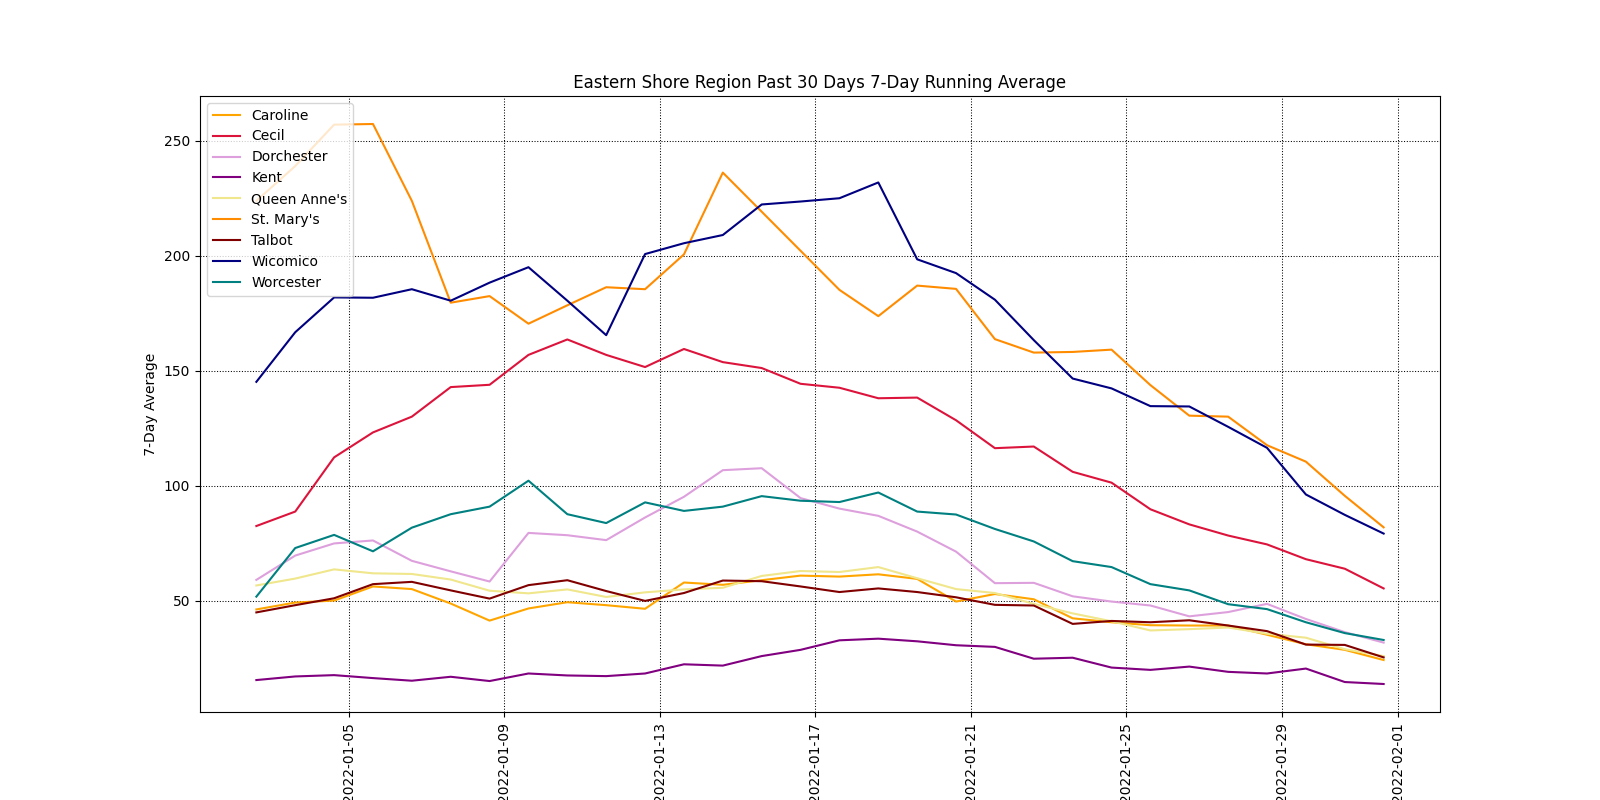 Eastern Shore Region Past 30 Days 7-Day Running Average
Caroline
Cecil
Dorchester
Kent
Queen Anne's
St. Mary's
Talbot
Wicomico
Worcester
7-Day Average
250
200
150
100
50
2022-01-05
2022-01-09
2022-01-13
2022-01-17
2022-01-21
2022-01-25
2022-01-29
2022-02-01